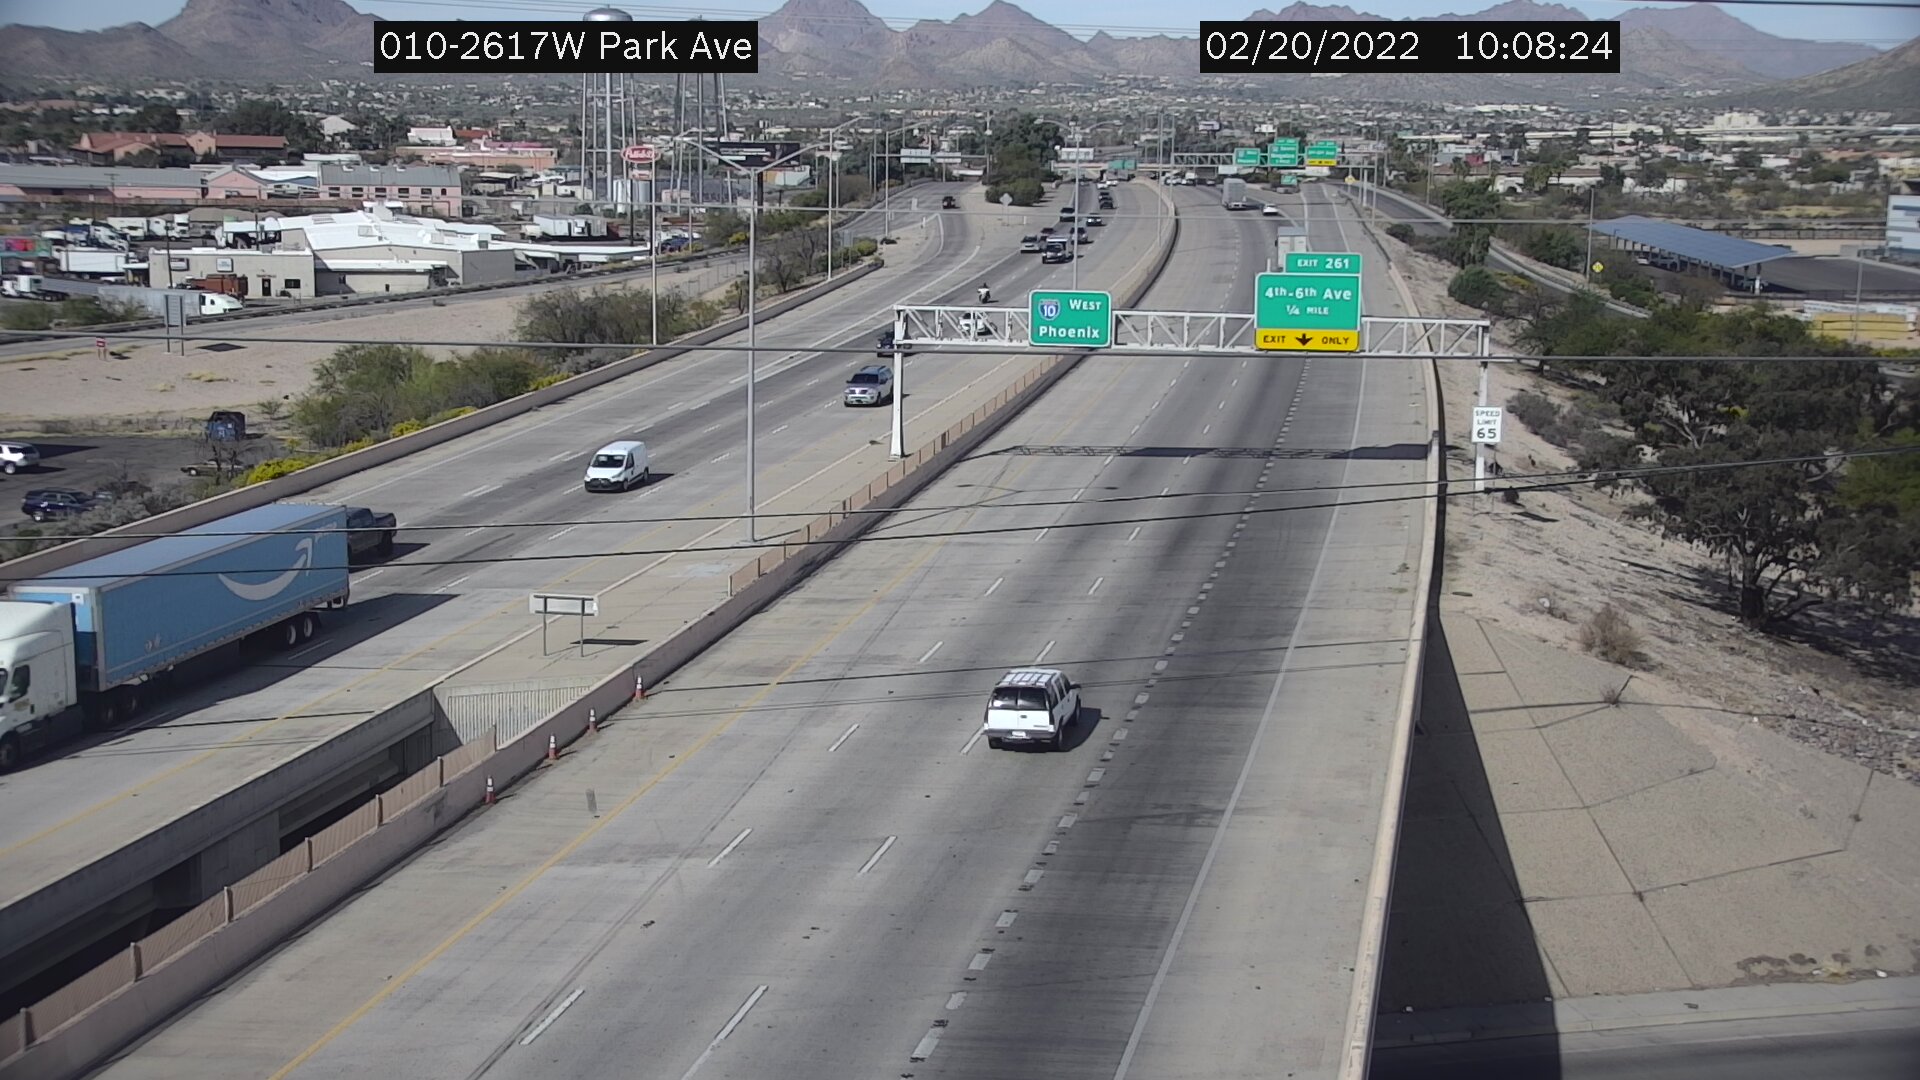 010-2617W Park Ave
02/20/2022 10:08:24
EXIT 261
4th-6th Ave
1/4 MILE
EXIT ONLY
10 WEST
Phoenix
SPEED
LIMIT
65